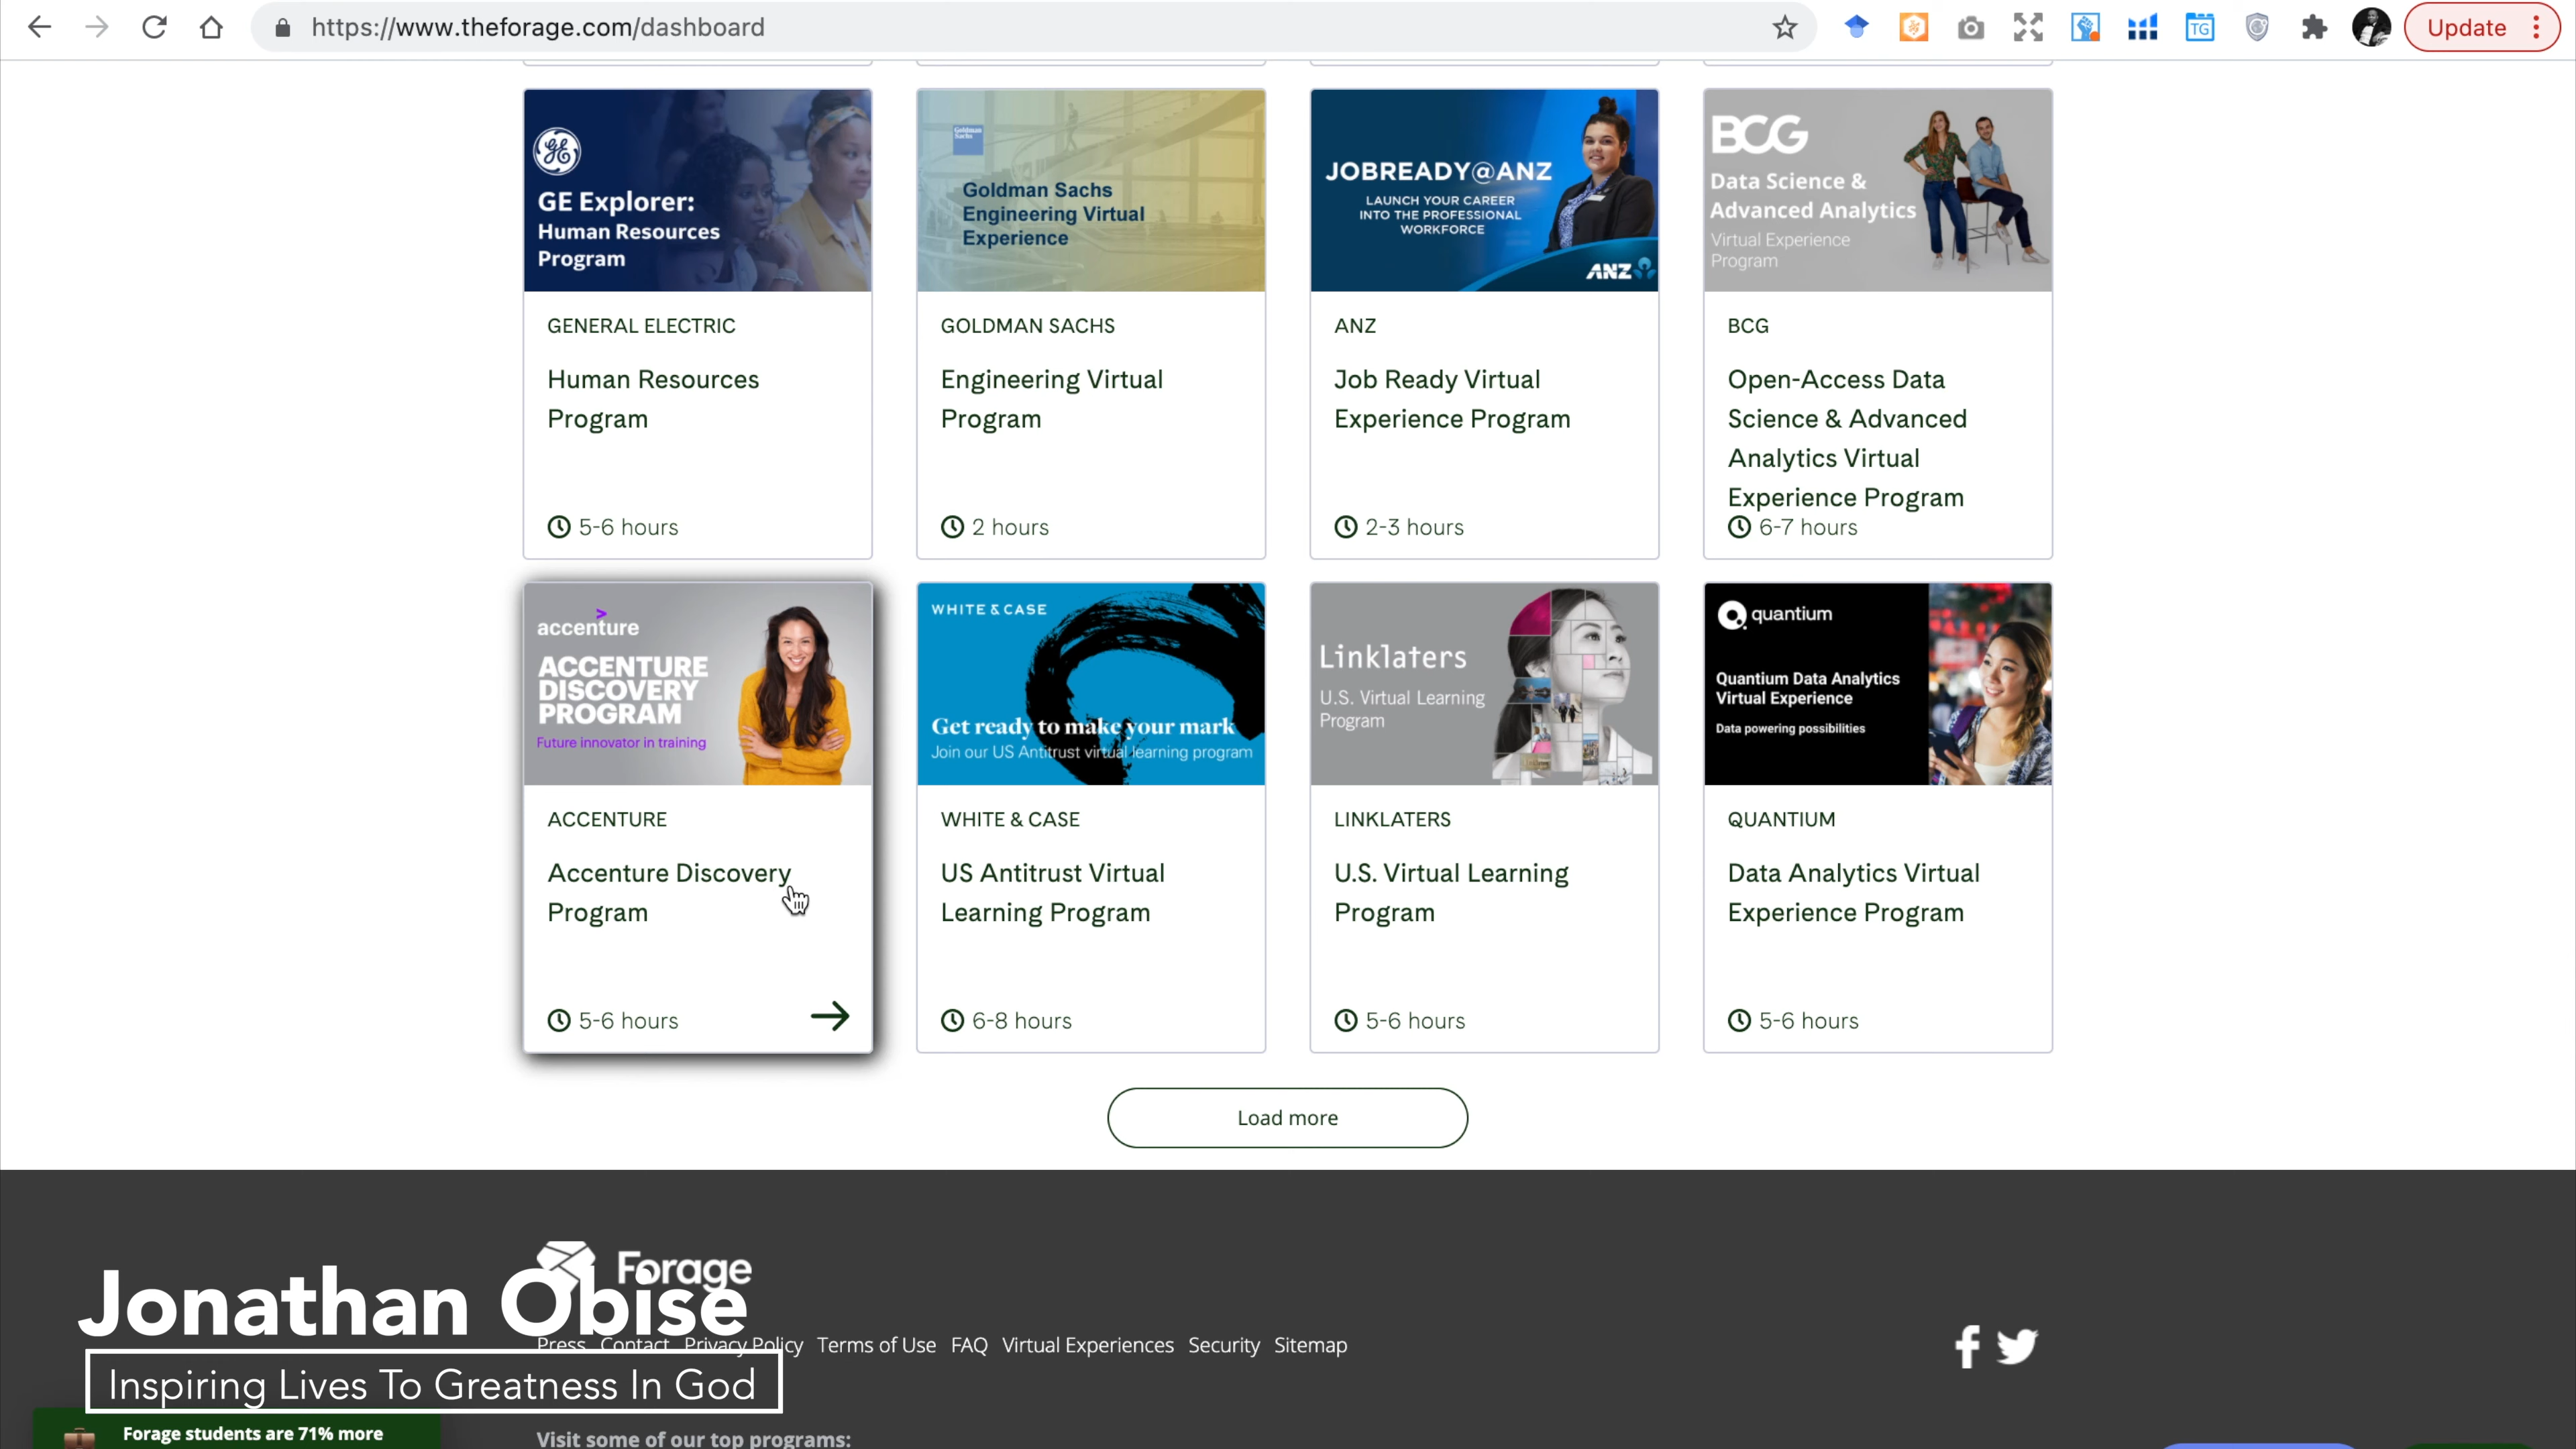 https://www.theforage.com/dashboard
TG
Update
GE
GE Explorer:
Human Resources
Program
GENERAL ELECTRIC
Human Resources
Program
5-6 hours
Goldman
Sachs
Goldman Sachs
Engineering Virtual
Experience
GOLDMAN SACHS
Engineering Virtual
Program
2 hours
JOBREADY@ANZ
LAUNCH YOUR CAREER
INTO THE PROFESSIONAL
WORKFORCE
ANZ
ANZ
Job Ready Virtual
Experience Program
2-3 hours
BCG
Data Science &
Advanced Analytics
Virtual Experience
Program
BCG
Open-Access Data
Science & Advanced
Analytics Virtual
Experience Program
6-7 hours
accenture
ACCENTURE
DISCOVERY
PROGRAM
Future innovator in training
ACCENTURE
Accenture Discovery
Program
5-6 hours
WHITE & CASE
Get ready to make your mark
Join our US Antitrust virtual learning program
WHITE & CASE
US Antitrust Virtual
Learning Program
6-8 hours
Linklaters
U.S. Virtual Learning
Program
LINKLATERS
U.S. Virtual Learning
Program
5-6 hours
quantium
Quantium Data Analytics
Virtual Experience
Data powering possibilities
QUANTIUM
Data Analytics Virtual
Experience Program
5-6 hours
Load more
Forage
Jonathan Obise
Press Contact Privacy Policy Terms of Use FAQ Virtual Experiences Security Sitemap
Inspiring Lives To Greatness In God
Forage students are 71% more
Visit some of our top programs: